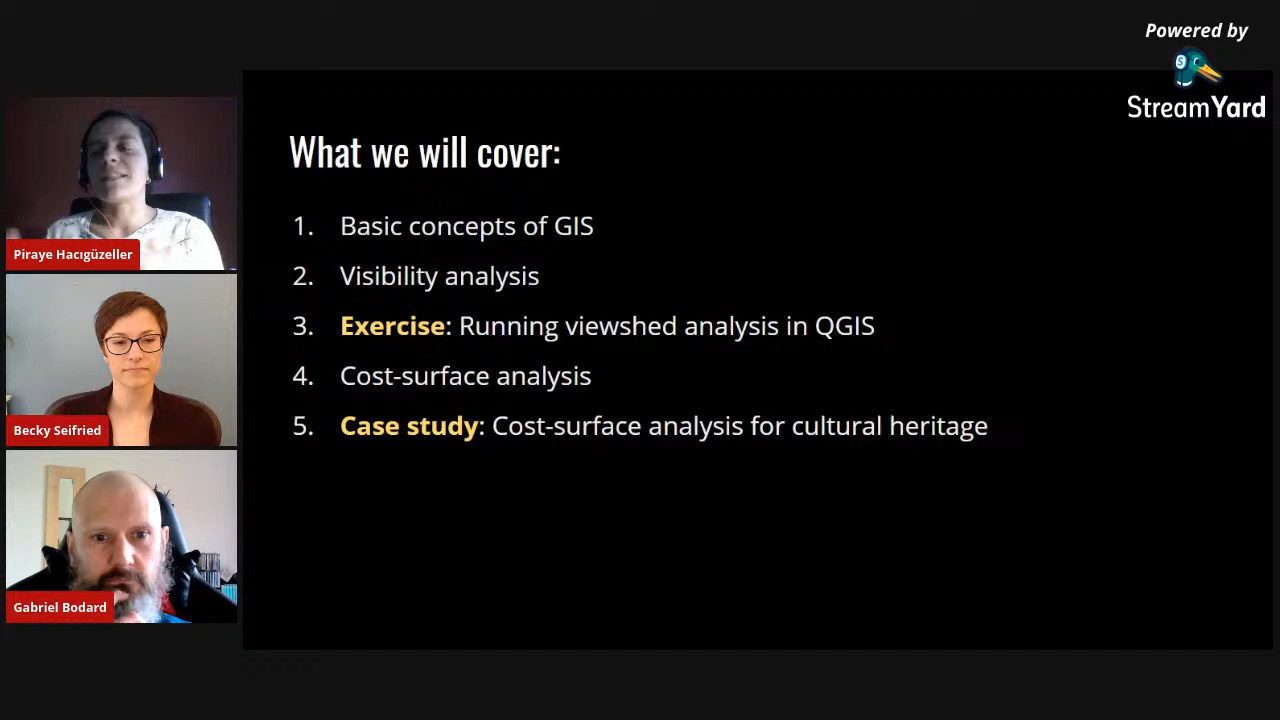 Powered by
StreamYard
What we will cover:
1. Basic concepts of GIS
2. Visibility analysis
3. Exercise: Running viewshed analysis in QGIS
4. Cost-surface analysis
5. Case study: Cost-surface analysis for cultural heritage
Piraye Hacıgüzeller
Becky Seifried
Gabriel Bodard